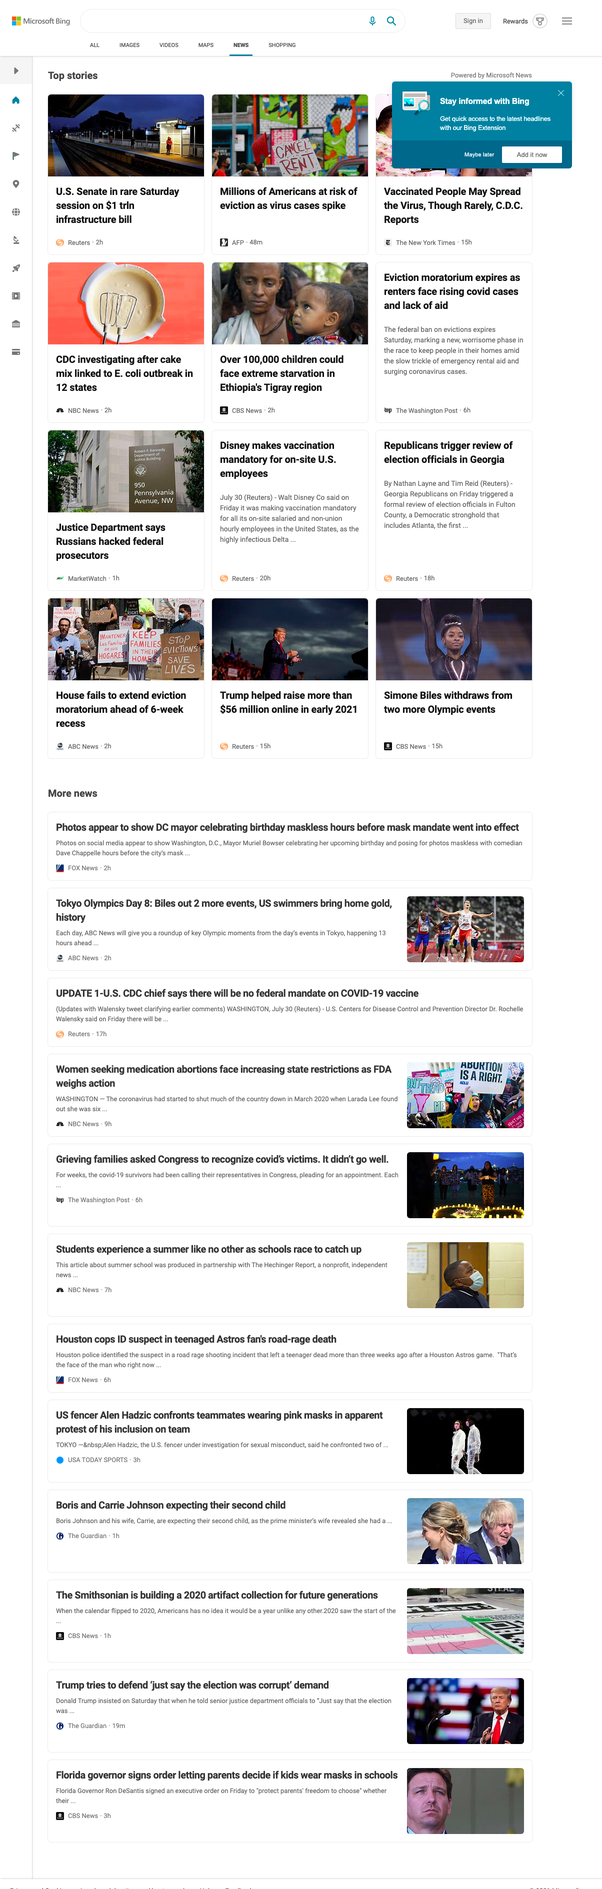 Microsoft Bing
Sign in
Rewards
ALL
IMAGES
VIDEOS
MAPS
NEWS
SHOPPING
Top stories
Powered by Microsoft News
Stay informed with Bing
Get quick access to the latest headlines
with our Bing Extension
Maybe later
Add it now
CANCEL
RENT
U.S. Senate in rare Saturday
session on $1 trln
infrastructure bill
Reuters · 2h
Millions of Americans at risk of
eviction as virus cases spike
AFP · 48m
Vaccinated People May Spread
the Virus, Though Rarely, C.D.C.
Reports
The New York Times · 15h
CDC investigating after cake
mix linked to E. coli outbreak in
12 states
NBC News · 2h
Over 100,000 children could
face extreme starvation in
Ethiopia's Tigray region
CBS News · 2h
Eviction moratorium expires as
renters face rising covid cases
and lack of aid
The federal ban on evictions expires
Saturday, marking a new, worrisome phase in
the race to keep people in their homes amid
the slow trickle of emergency rental aid and
surging coronavirus cases.
The Washington Post · 6h
950
Pennsylvania
Avenue, NW
Justice Department says
Russians hacked federal
prosecutors
MarketWatch · 1h
Disney makes vaccination
mandatory for on-site U.S.
employees
July 30 (Reuters) - Walt Disney Co said on
Friday it was making vaccination mandatory
for all its on-site salaried and non-union
hourly employees in the United States, as the
highly infectious Delta ...
Reuters · 20h
Republicans trigger review of
election officials in Georgia
By Nathan Layne and Tim Reid (Reuters) -
Georgia Republicans on Friday triggered a
formal review of election officials in Fulton
County, a Democratic stronghold that
includes Atlanta, the first ...
Reuters · 18h
KEEP
FAMILIES
IN THEIR
HOMES
STOP
EVICTIONS
SAVE
LIVES
House fails to extend eviction
moratorium ahead of 6-week
recess
ABC News · 2h
Trump helped raise more than
$56 million online in early 2021
Reuters · 15h
Simone Biles withdraws from
two more Olympic events
CBS News · 15h
More news
Photos appear to show DC mayor celebrating birthday maskless hours before mask mandate went into effect
Photos on social media appear to show Washington, D.C., Mayor Muriel Bowser celebrating her upcoming birthday and posing for photos maskless with comedian
Dave Chappelle hours before the city's mask ...
FOX News · 2h
Tokyo Olympics Day 8: Biles out 2 more events, US swimmers bring home gold,
history
Each day, ABC News will give you a roundup of key Olympic moments from the day's events in Tokyo, happening 13
hours ahead ...
ABC News · 2h
UPDATE 1-U.S. CDC chief says there will be no federal mandate on COVID-19 vaccine
(Updates with Walensky tweet clarifying earlier comments) WASHINGTON, July 30 (Reuters) - U.S. Centers for Disease Control and Prevention Director Dr. Rochelle
Walensky said on Friday there will be ...
Reuters · 17h
Women seeking medication abortions face increasing state restrictions as FDA
weighs action
WASHINGTON — The coronavirus had started to shut much of the country down in March 2020 when Larada Lee found
out she was six ...
NBC News · 9h
ABORTION
IS A RIGHT.
Grieving families asked Congress to recognize covid's victims. It didn't go well.
For weeks, the covid-19 survivors had been calling their representatives in Congress, pleading for an appointment. Each
...
The Washington Post · 6h
Students experience a summer like no other as schools race to catch up
This article about summer school was produced in partnership with The Hechinger Report, a nonprofit, independent
news ...
NBC News · 7h
Houston cops ID suspect in teenaged Astros fan's road-rage death
Houston police identified the suspect in a road rage shooting incident that left a teenager dead more than three weeks ago after a Houston Astros game. "That's
the face of the man who right now ...
FOX News · 6h
US fencer Alen Hadzic confronts teammates wearing pink masks in apparent
protest of his inclusion on team
TOKYO —&nbsp;Alen Hadzic, the U.S. fencer under investigation for sexual misconduct, said he confronted two of ...
USA TODAY SPORTS · 3h
Boris and Carrie Johnson expecting their second child
Boris Johnson and his wife, Carrie, are expecting their second child, as the prime minister's wife revealed she had a ...
The Guardian · 1h
The Smithsonian is building a 2020 artifact collection for future generations
When the calendar flipped to 2020, Americans has no idea it would be a year unlike any other.2020 saw the start of the
...
CBS News · 1h
Trump tries to defend 'just say the election was corrupt' demand
Donald Trump insisted on Saturday that when he told senior justice department officials to "Just say that the election
was ...
The Guardian · 19m
Florida governor signs order letting parents decide if kids wear masks in schools
Florida Governor Ron DeSantis signed an executive order on Friday to "protect parents' freedom to choose" whether
their ...
CBS News · 3h